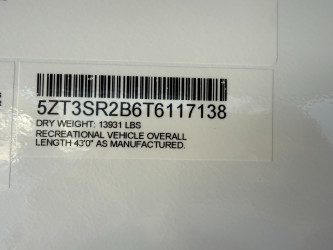 5ZT3SR2B6T6117138
DRY WEIGHT: 13931 LBS
RECREATIONAL VEHICLE OVERALL
LENGTH 43'0" AS MANUFACTURED.